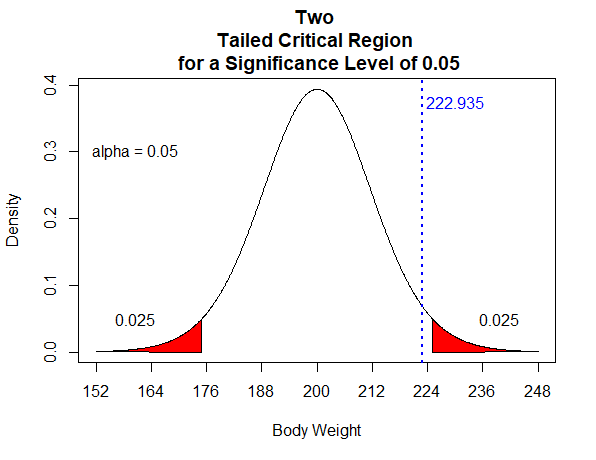 Two
Tailed Critical Region
for a Significance Level of 0.05
222.935
alpha = 0.05
0.025
0.025
Density
0.0
0.1
0.2
0.3
0.4
152 164 176 188 200 212 224 236 248
Body Weight